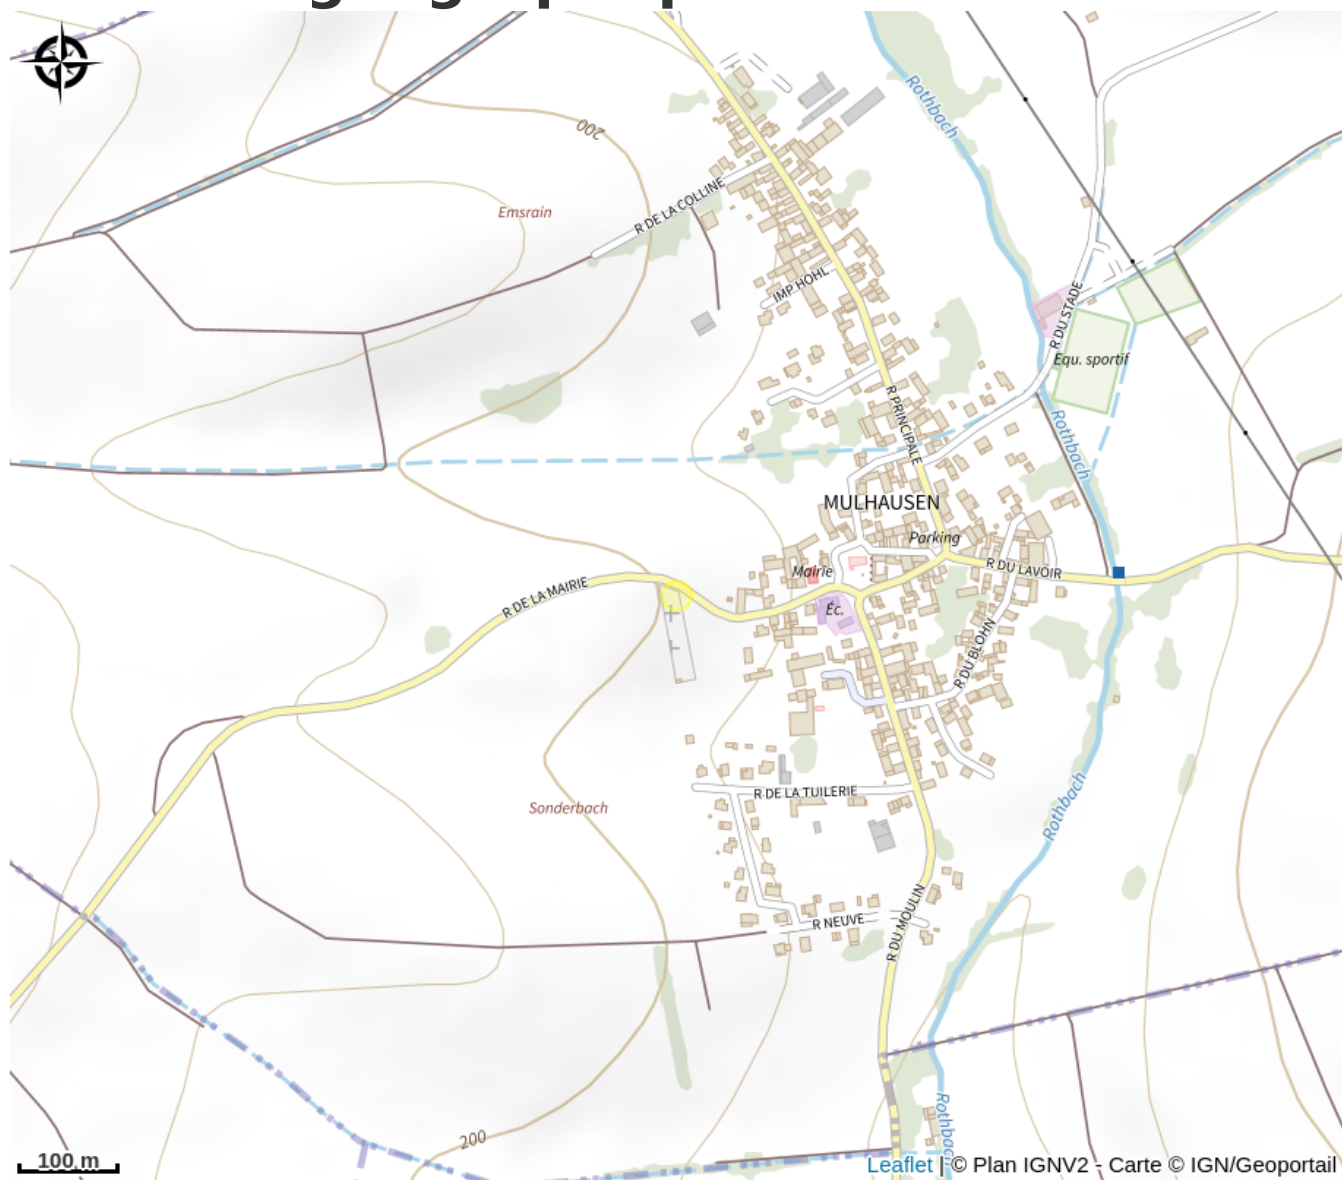 Rothbach
200
R DE LA COLLINE
Emsrain
IMP HOHL
R DU STADE
Equ. sportif
R PRINCIPALE
Rothbach
MULHAUSEN
Parking
Mairie
R DU LAVOIR
R DE LA MAIRIE
Éc.
R DU BLOHN
Sonderbach
R DE LA TUILERIE
Rothbach
R NEUVE
R DU MOULIN
Rothbac
200
100 m
Leaflet | © Plan IGNV2 - Carte © IGN/Geoportail